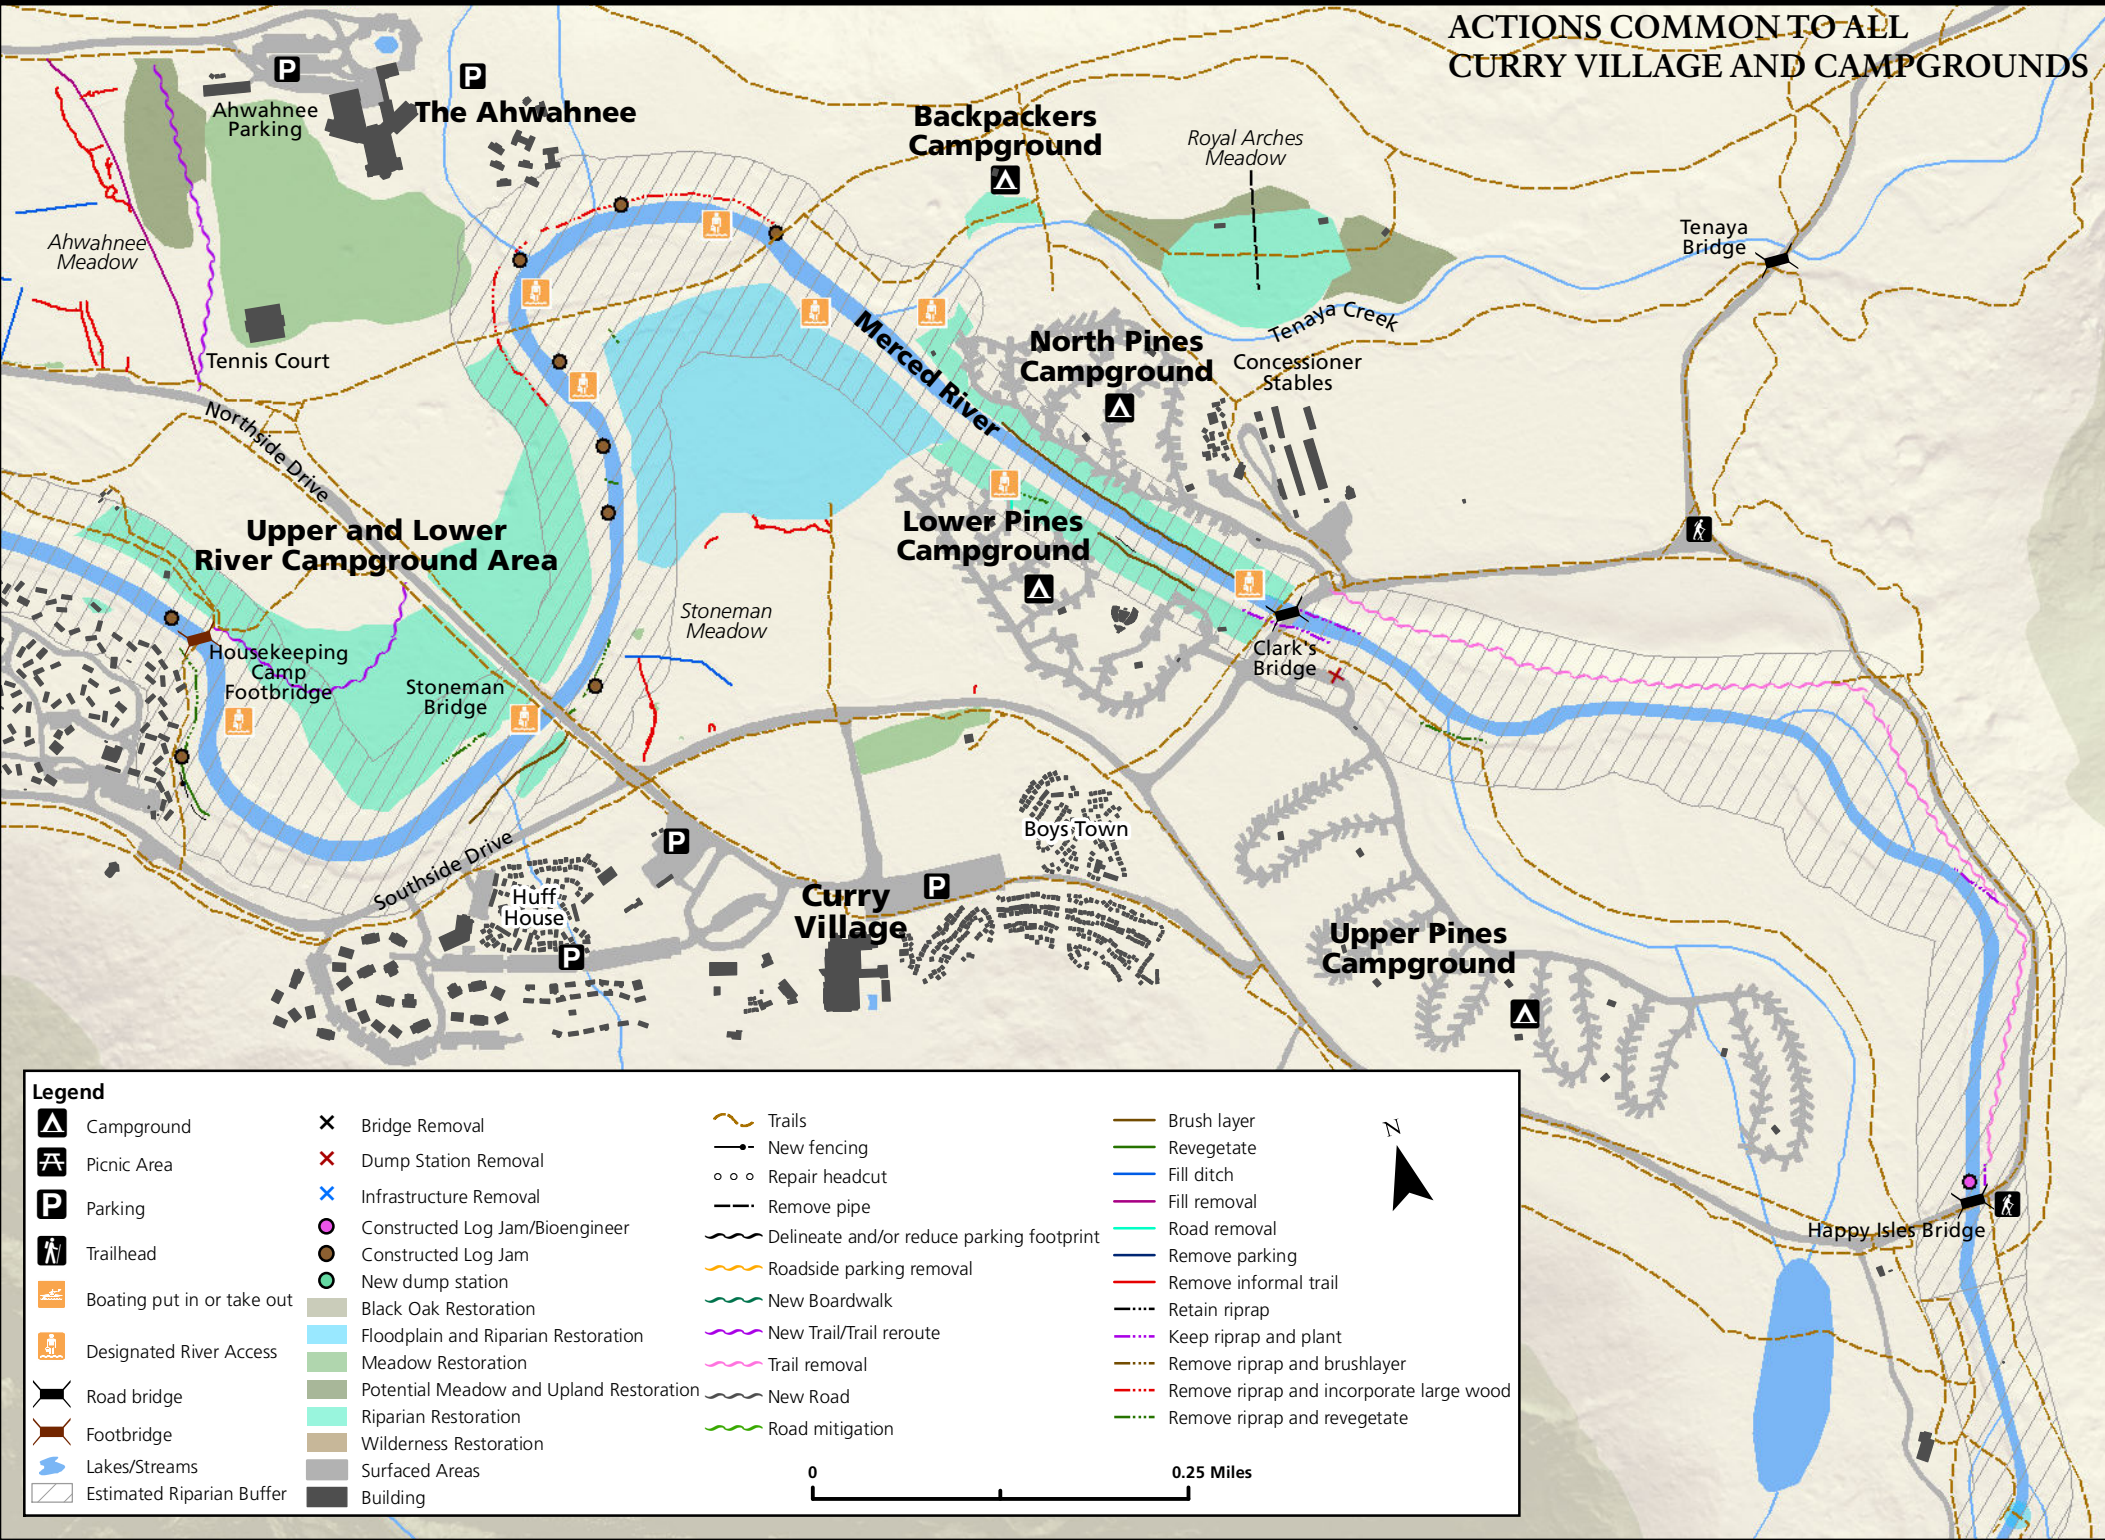 ACTIONS COMMON TO ALL
CURRY VILLAGE AND CAMPGROUNDS
P
P
Ahwahnee
Parking
The Ahwahnee
Backpackers
Campground
Royal Arches
Meadow
Ahwahnee
Meadow
Tenaya
Bridge
Tennis Court
Merced River
Tenaya Creek
North Pines
Campground
Concessioner
Stables
Northside Drive
Upper and Lower
River Campground Area
Lower Pines
Campground
Stoneman
Meadow
Housekeeping
Camp
Footbridge
Stoneman
Bridge
Clark's
Bridge
Southside Drive
P
Boys Town
Huff
House
P
Curry
Village
P
Upper Pines
Campground
Happy Isles Bridge
Legend
Campground
Picnic Area
P
Parking
Trailhead
Boating put in or take out
Designated River Access
Road bridge
Footbridge
Lakes/Streams
Estimated Riparian Buffer
Bridge Removal
Dump Station Removal
Infrastructure Removal
Constructed Log Jam/Bioengineer
Constructed Log Jam
New dump station
Black Oak Restoration
Floodplain and Riparian Restoration
Meadow Restoration
Potential Meadow and Upland Restoration
Riparian Restoration
Wilderness Restoration
Surfaced Areas
Building
Trails
New fencing
Repair headcut
Remove pipe
Delineate and/or reduce parking footprint
Roadside parking removal
New Boardwalk
New Trail/Trail reroute
Trail removal
New Road
Road mitigation
Brush layer
Revegetate
Fill ditch
Fill removal
Road removal
Remove parking
Remove informal trail
Retain riprap
Keep riprap and plant
Remove riprap and brushlayer
Remove riprap and incorporate large wood
Remove riprap and revegetate
N
0 0.25 Miles